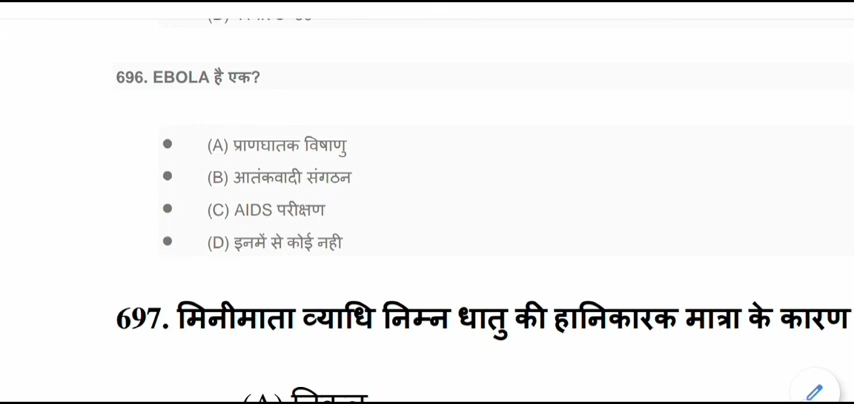 696. EBOLA है एक?
(A) प्राणघातक विषाणु
(B) आतंकवादी संगठन
(C) AIDS परीक्षण
(D) इनमें से कोई नही
697. मिनीमाता व्याधि निम्न धातु की हानिकारक मात्रा के कारण